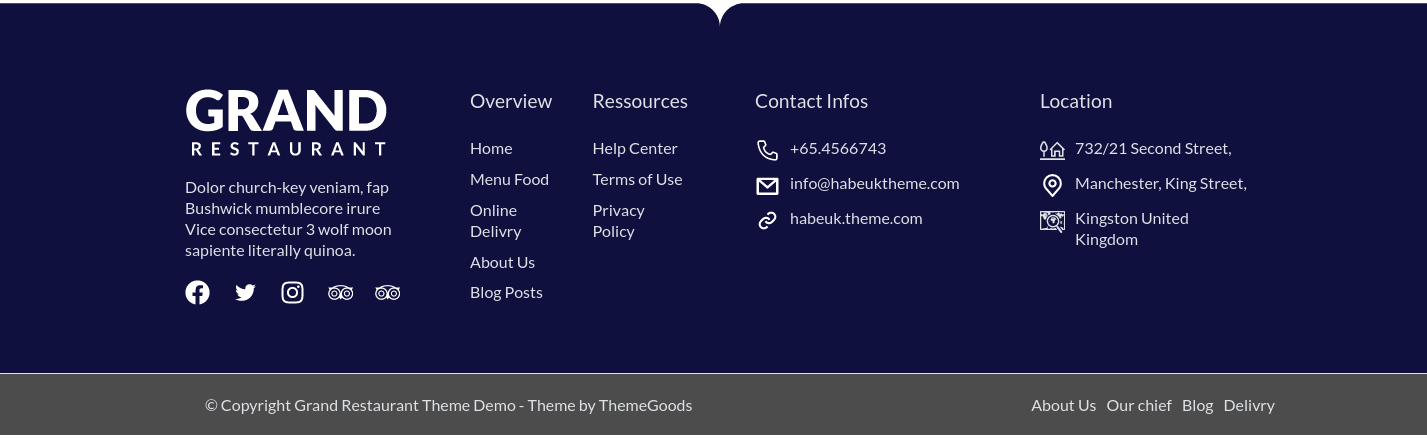 GRAND
RESTAURANT
Dolor church-key veniam, fap
Bushwick mumblecore irure
Vice consectetur 3 wolf moon
sapiente literally quinoa.
Overview
Home
Menu Food
Online
Delivry
About Us
Blog Posts
Ressources
Help Center
Terms of Use
Privacy
Policy
Contact Infos
+65.4566743
info@habeuktheme.com
habeuk.theme.com
Location
732/21 Second Street,
Manchester, King Street,
Kingston United
Kingdom
© Copyright Grand Restaurant Theme Demo - Theme by ThemeGoods
About Us Our chief Blog Delivry